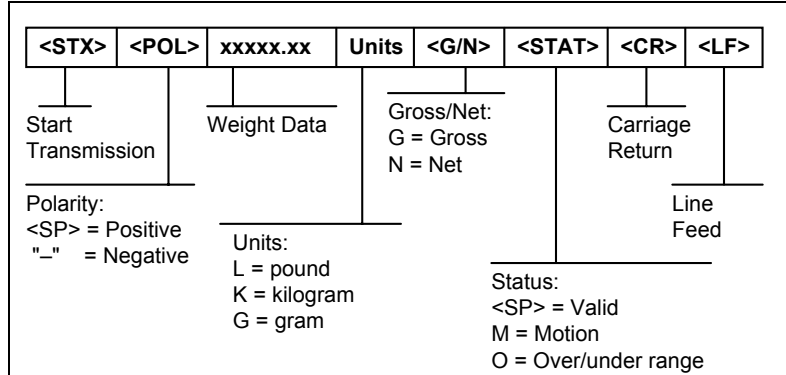 <STX> <POL> xxxxx.xx Units <G/N> <STAT> <CR> <LF>
Start
Transmission
Weight Data
Gross/Net:
G = Gross
N = Net
Carriage
Return
Polarity:
<SP> = Positive
"–" = Negative
Units:
L = pound
K = kilogram
G = gram
Line
Feed
Status:
<SP> = Valid
M = Motion
O = Over/under range